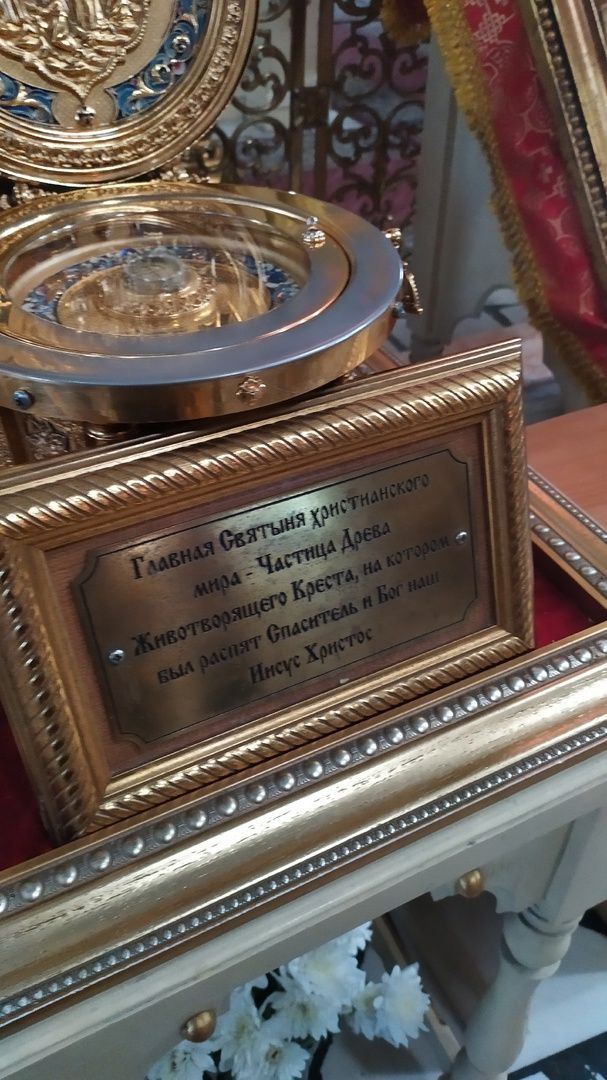 Главная Святыня христианского
мира - Частица Древа
Животворящего Креста, на котором
был распят Спаситель и Бог наш
Иисус Христос